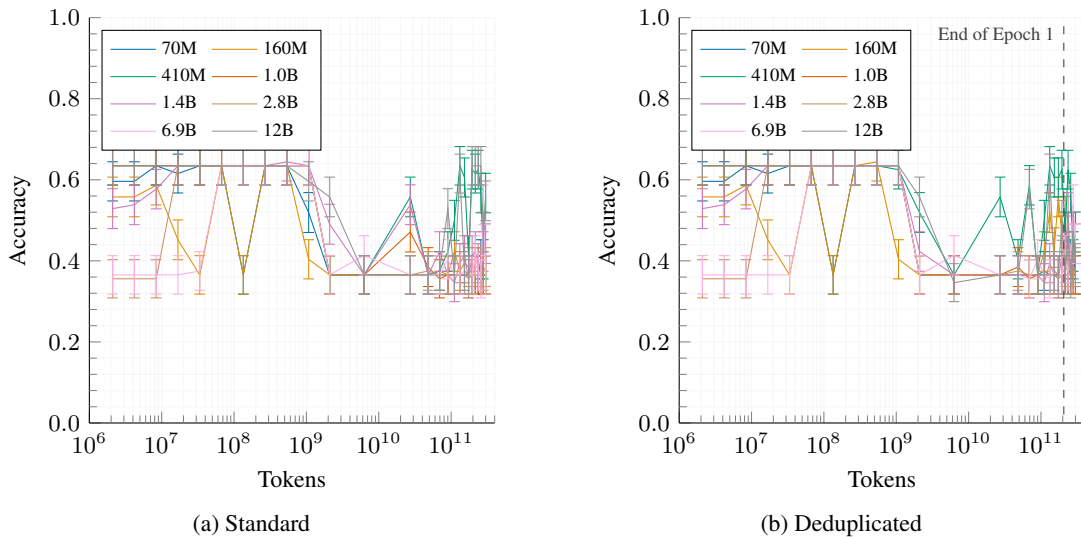 1.0
0.8
0.6
0.4
0.2
0.0
Accuracy
10^6 10^7 10^8 10^9 10^10 10^11
Tokens
70M 160M
410M 1.0B
1.4B 2.8B
6.9B 12B
(a) Standard
1.0
0.8
0.6
0.4
0.2
0.0
Accuracy
10^6 10^7 10^8 10^9 10^10 10^11
Tokens
70M 160M
410M 1.0B
1.4B 2.8B
6.9B 12B
End of Epoch 1
(b) Deduplicated